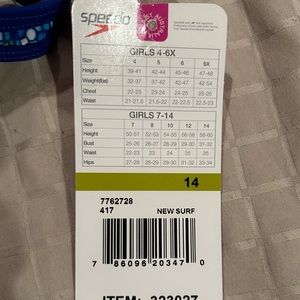 speedo
GIRLS 4-6X
Size 4 5 6 6X
Height 39-41 42-44 45-46 47-48
Weight(lbs) 37-42 42-47 47-52
Chest 22-23 23-24 24-25 25-26
Waist 21-21.5 21.5-22 22-22.5 22.5-23
GIRLS 7-14
Size 7 8 10 12 14
Height 50-51 52-53 54-55 56-58 58-60
Bust 25-26 26-27 28-29 29-30 31-32
Waist 22-23 23 24 25 26
Hips 27-28 28-29 29-30 31-32 33-34
14
7762728
417 NEW SURF
7 86096 20347 0
ITEM: 223027